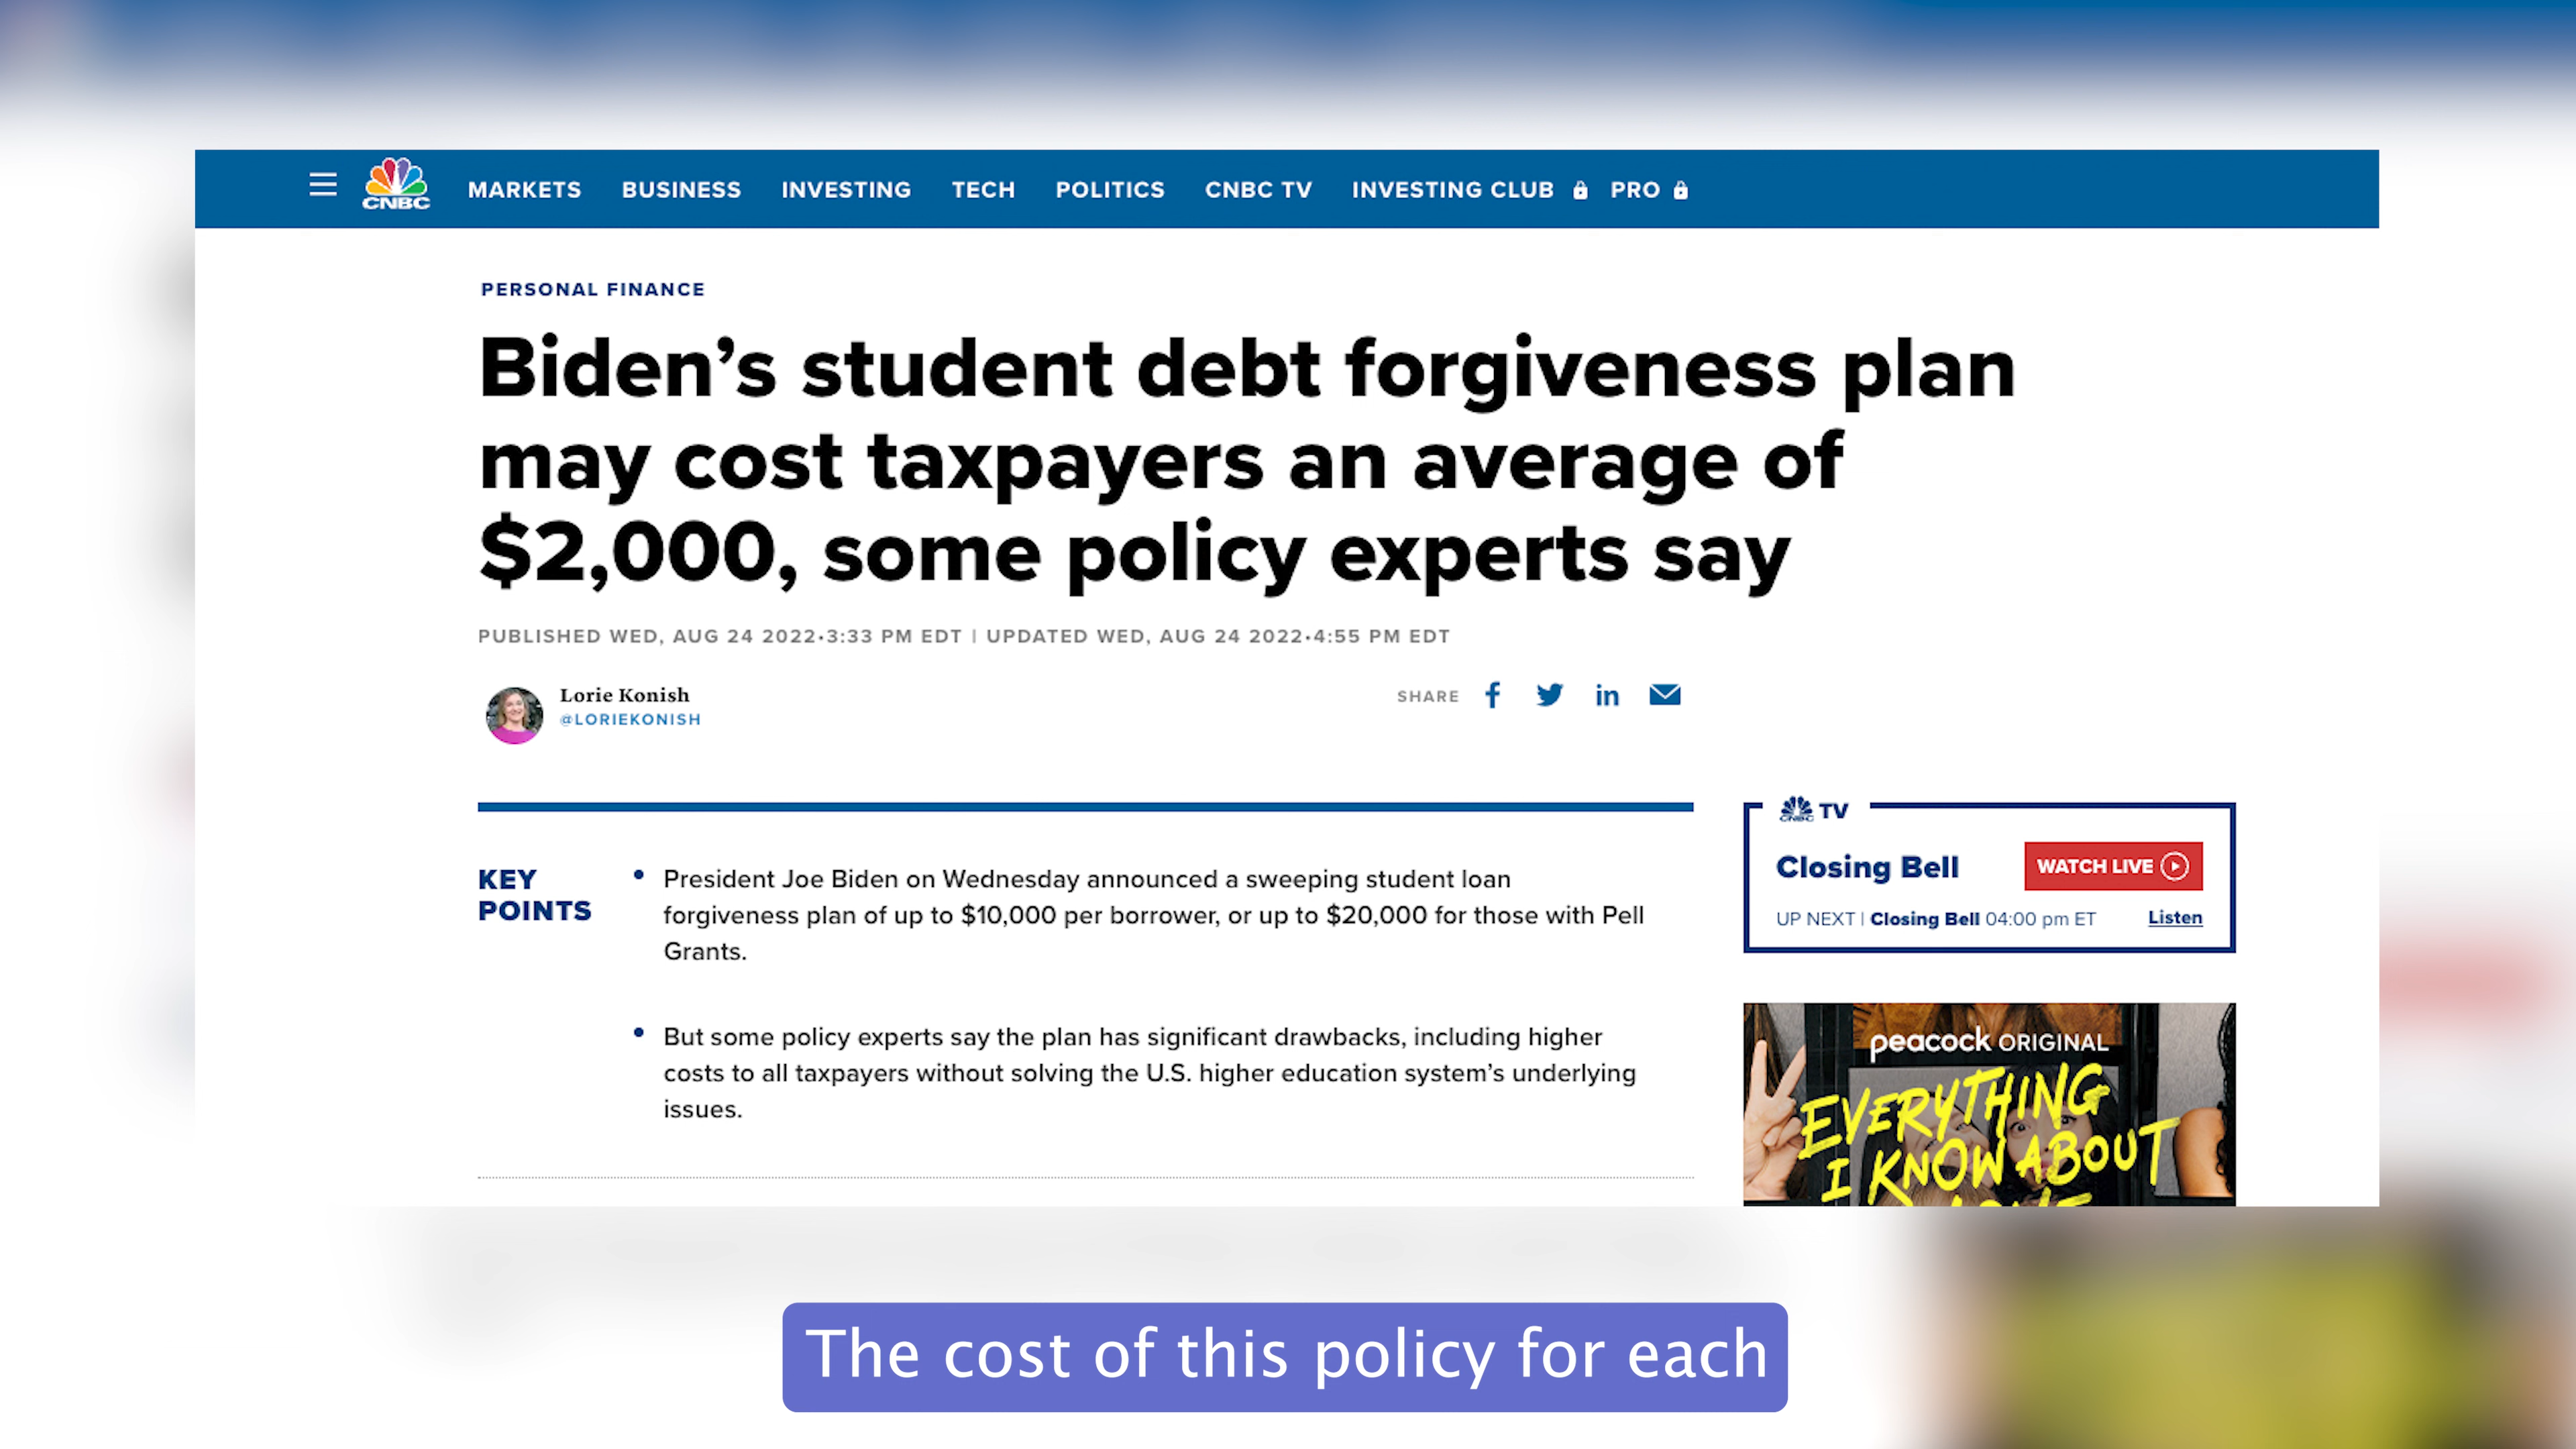 CNBC
MARKETS BUSINESS INVESTING TECH POLITICS CNBC TV INVESTING CLUB PRO
PERSONAL FINANCE
Biden’s student debt forgiveness plan
may cost taxpayers an average of
$2,000, some policy experts say
PUBLISHED WED, AUG 24 2022•3:33 PM EDT | UPDATED WED, AUG 24 2022•4:55 PM EDT
Lorie Konish
@LORIEKONISH
SHARE
KEY
POINTS
• President Joe Biden on Wednesday announced a sweeping student loan
forgiveness plan of up to $10,000 per borrower, or up to $20,000 for those with Pell
Grants.
• But some policy experts say the plan has significant drawbacks, including higher
costs to all taxpayers without solving the U.S. higher education system’s underlying
issues.
CNBC TV
Closing Bell
WATCH LIVE
UP NEXT | Closing Bell 04:00 pm ET Listen
peacock ORIGINAL
EVERYTHING
I KNOW ABOUT
The cost of this policy for each